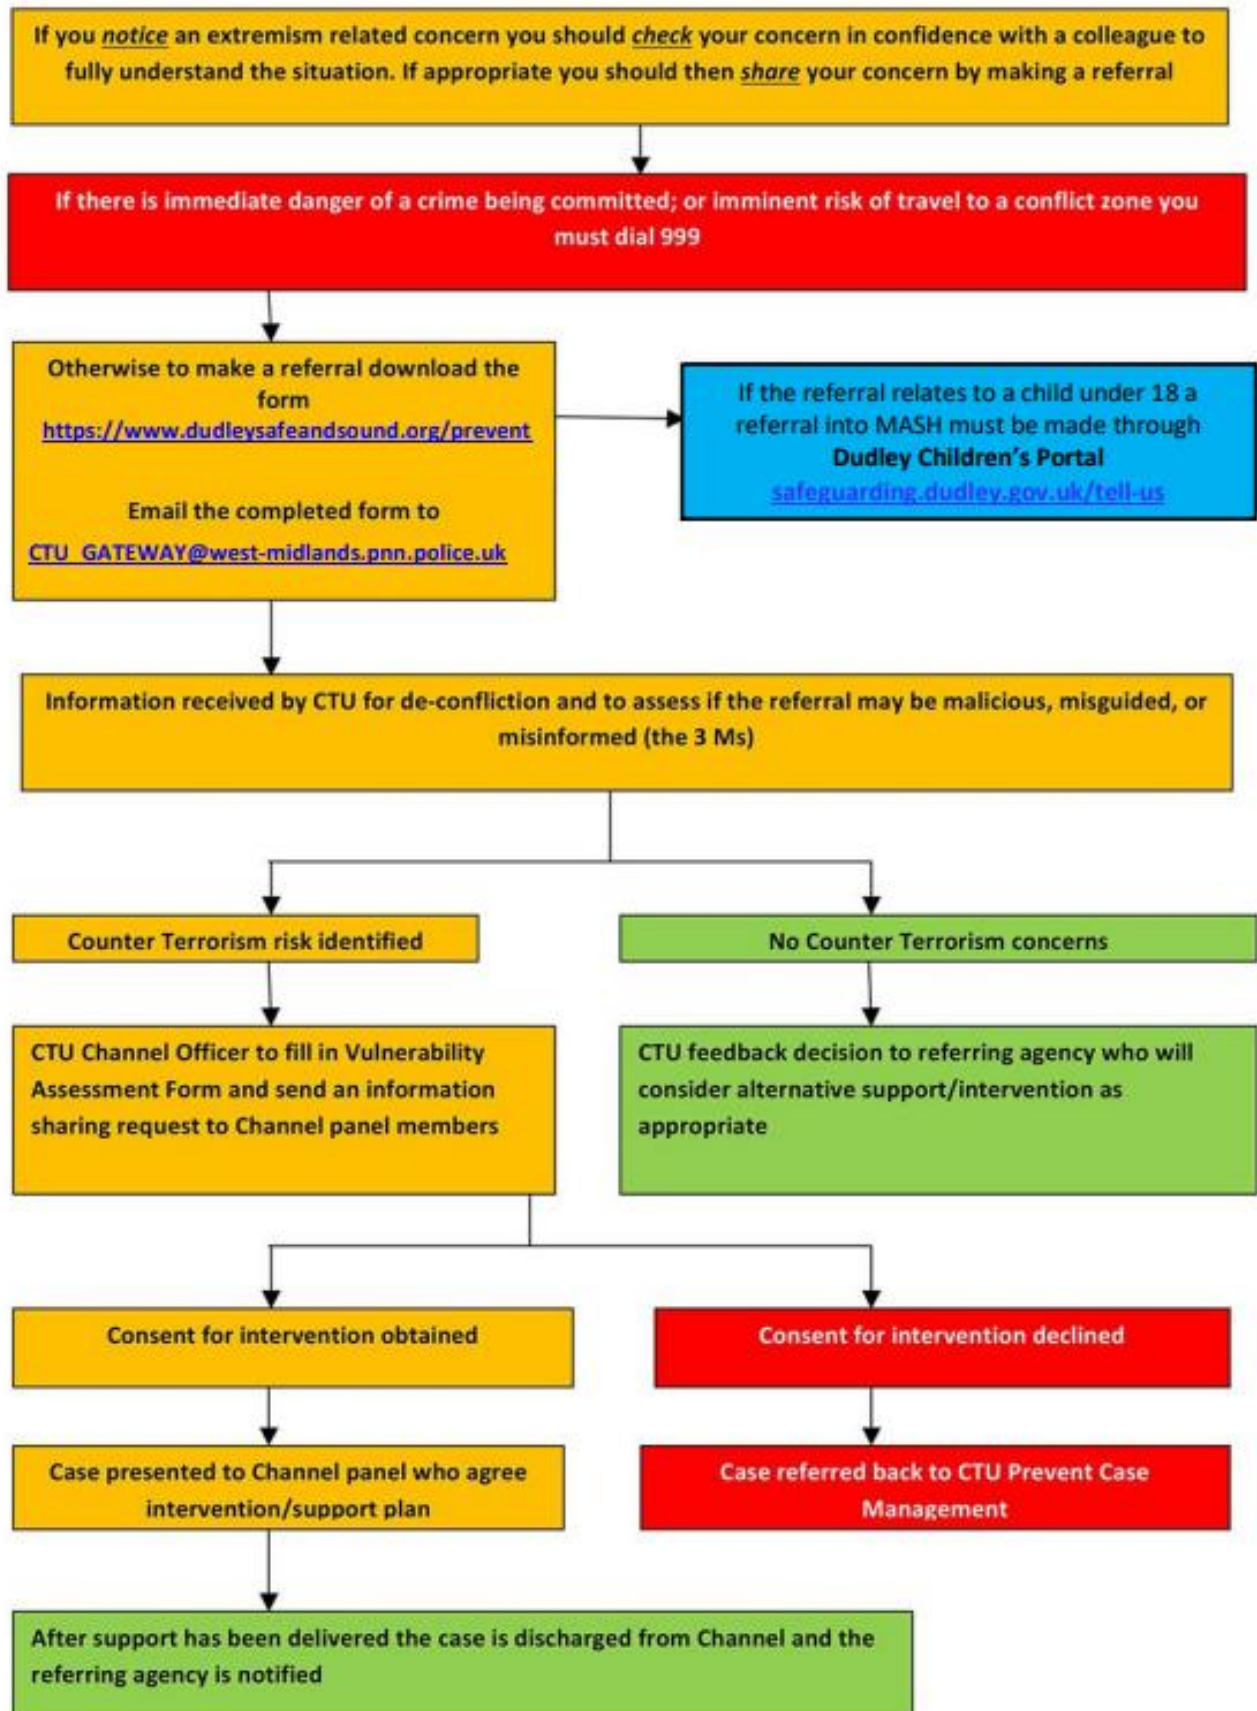 If you notice an extremism related concern you should check your concern in confidence with a colleague to
fully understand the situation. If appropriate you should then share your concern by making a referral
If there is immediate danger of a crime being committed; or imminent risk of travel to a conflict zone you
must dial 999
Otherwise to make a referral download the
form
https://www.dudleysafeandsound.org/prevent
Email the completed form to
CTU_GATEWAY@west-midlands.pnn.police.uk
If the referral relates to a child under 18 a
referral into MASH must be made through
Dudley Children’s Portal
safeguarding.dudley.gov.uk/tell-us
Information received by CTU for de-confliction and to assess if the referral may be malicious, misguided, or
misinformed (the 3 Ms)
Counter Terrorism risk identified
No Counter Terrorism concerns
CTU Channel Officer to fill in Vulnerability
Assessment Form and send an information
sharing request to Channel panel members
CTU feedback decision to referring agency who will
consider alternative support/intervention as
appropriate
Consent for intervention obtained
Consent for intervention declined
Case presented to Channel panel who agree
intervention/support plan
Case referred back to CTU Prevent Case
Management
After support has been delivered the case is discharged from Channel and the
referring agency is notified